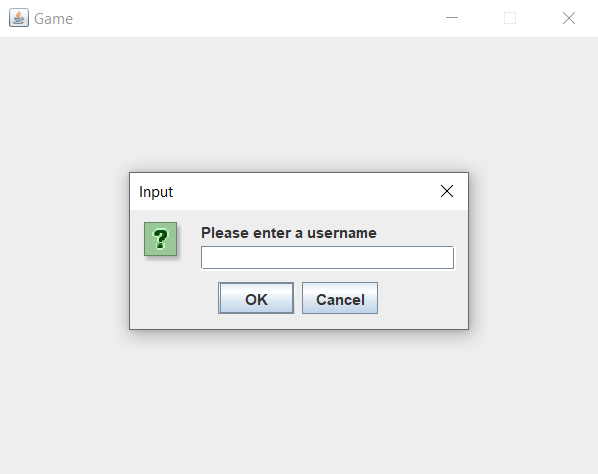 Game
Input
?
Please enter a username
OK
Cancel